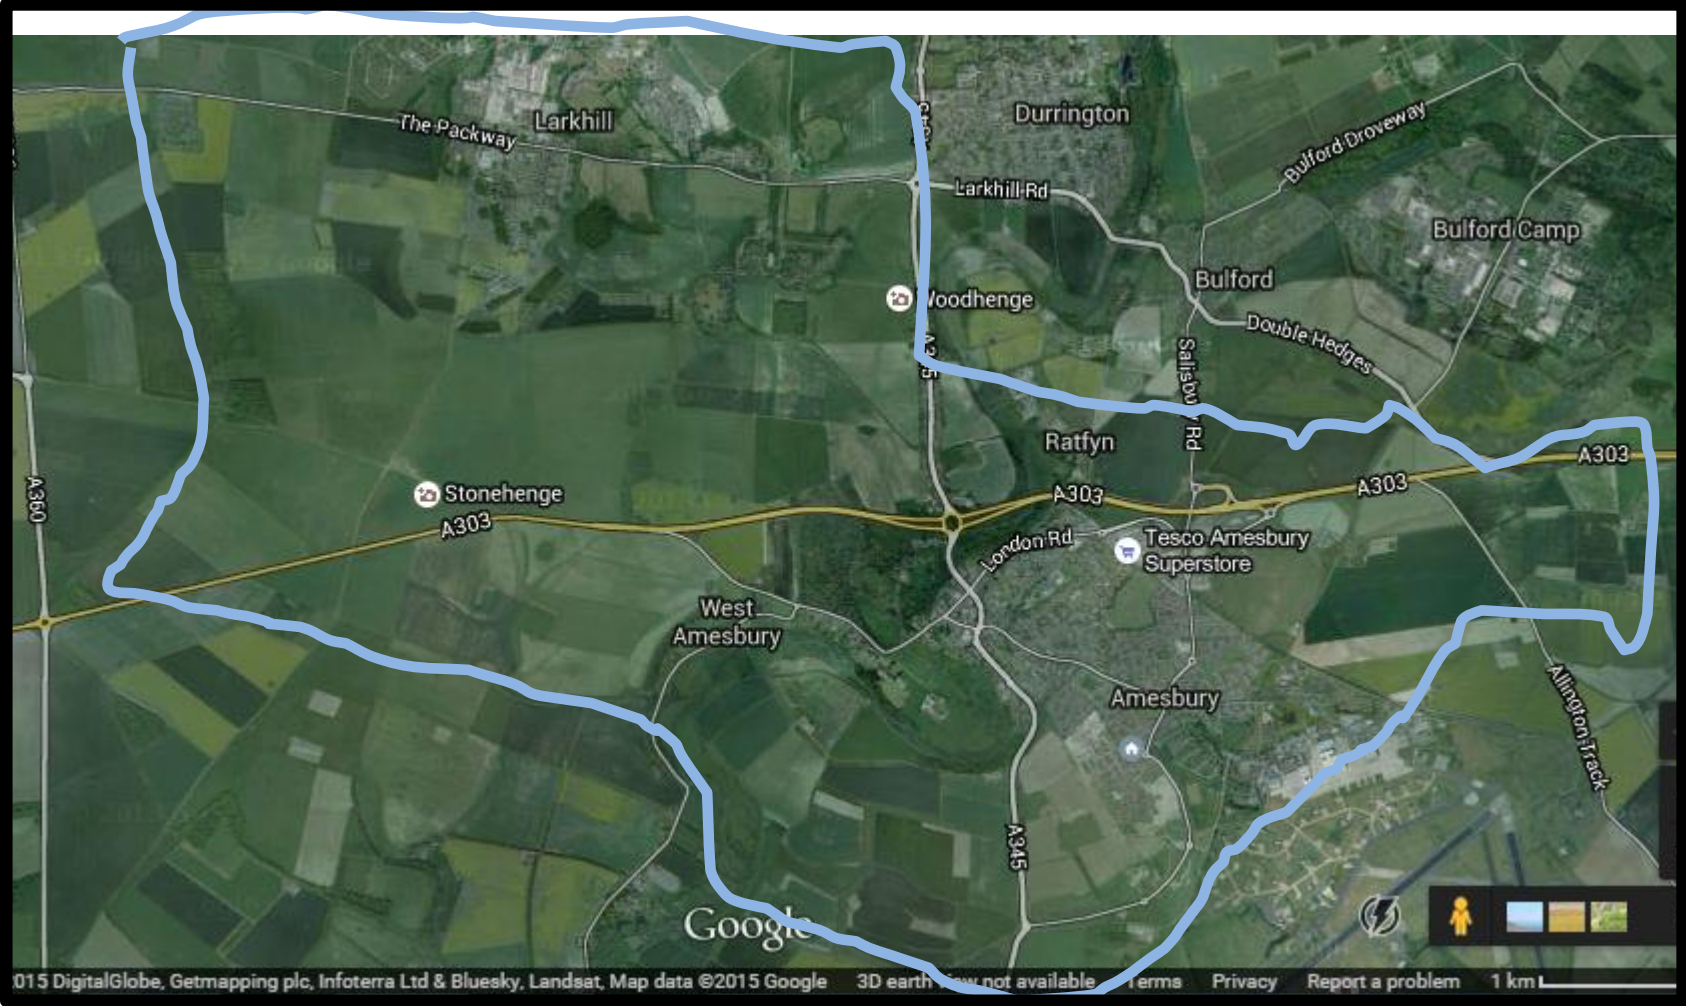 Durrington
Larkhill
The Packway
Bulford Droveway
Larkhill Rd
Bulford Camp
Bulford
Woodhenge
Double Hedges
A345
Salisbury Rd
Ratfyn
A303
A360
Stonehenge
A303
A303
A303
London Rd
Tesco Amesbury
Superstore
West
Amesbury
Amesbury
Allington Track
A345
Google
2015 DigitalGlobe, Getmapping plc, Infoterra Ltd & Bluesky, Landsat, Map data ©2015 Google 3D earth view not available Terms Privacy Report a problem 1 km